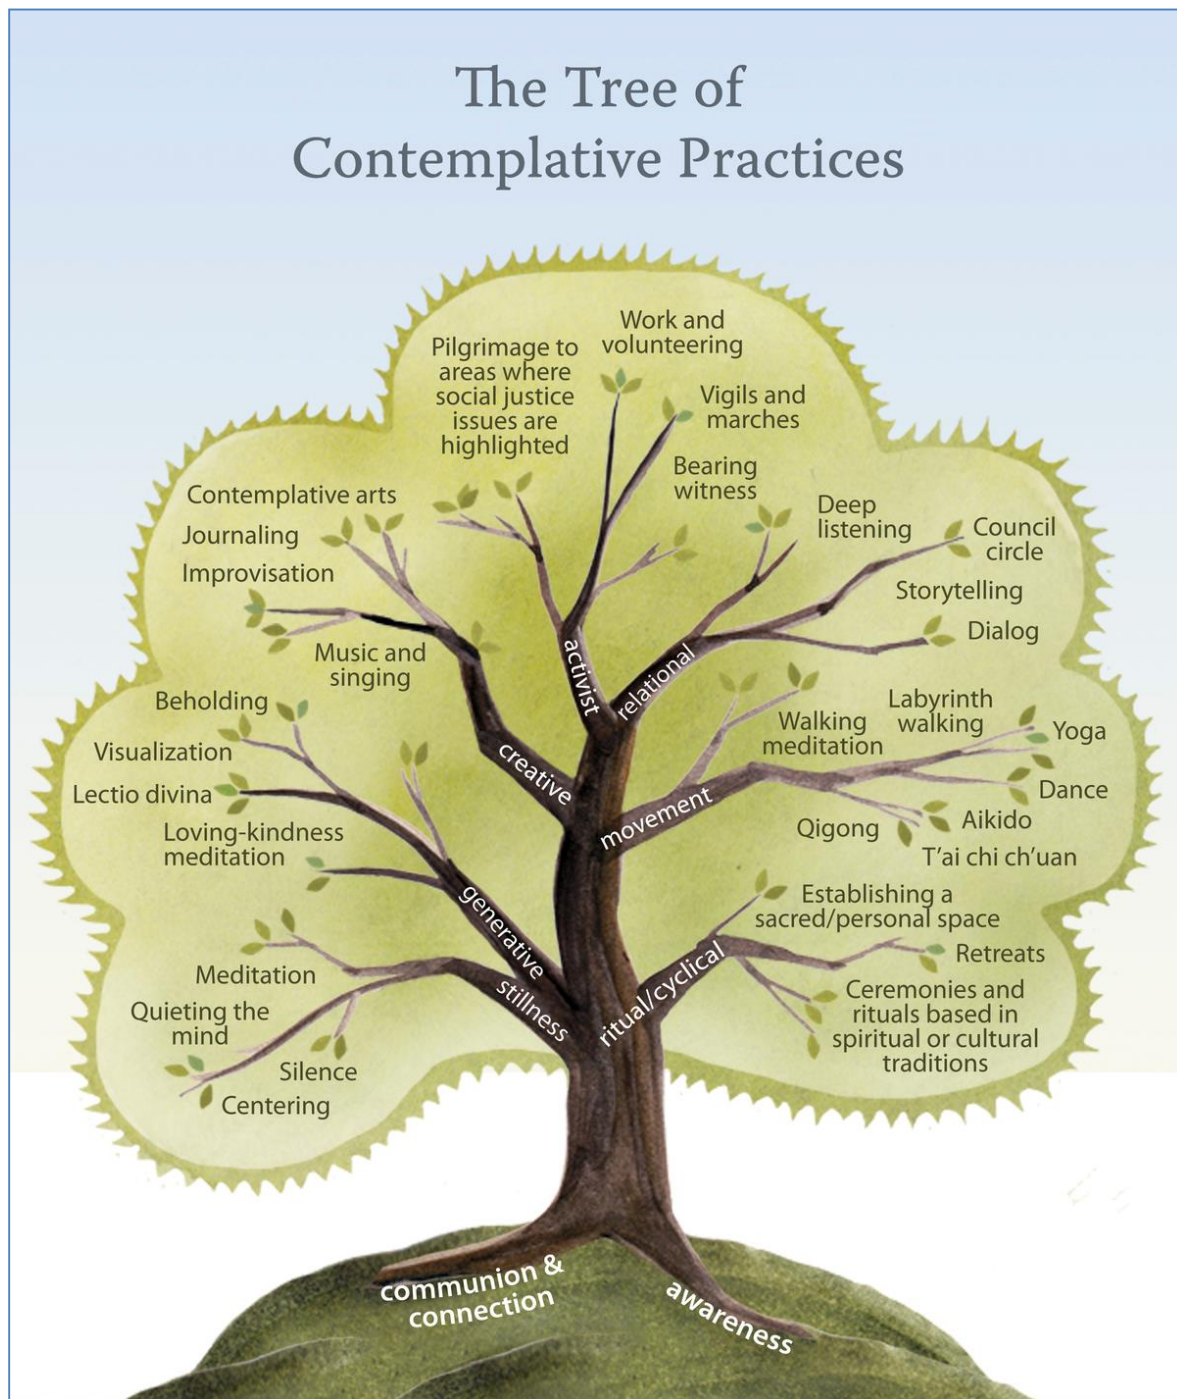 The Tree of
Contemplative Practices
Work and
volunteering
Pilgrimage to
areas where
social justice
issues are
highlighted
Vigils and
marches
Bearing
witness
Contemplative arts
Journaling
Improvisation
Music and
singing
Deep
listening
Council
circle
Storytelling
Dialog
activist
relational
creative
Beholding
Visualization
Lectio divina
Loving-kindness
meditation
generative
Labyrinth
walking
Walking
meditation
Yoga
Dance
Qigong
Aikido
T'ai chi ch'uan
movement
Meditation
Quieting the
mind
Silence
Centering
stillness
Establishing a
sacred/personal space
Retreats
Ceremonies and
rituals based in
spiritual or cultural
traditions
ritual/cyclical
communion &
connection
awareness